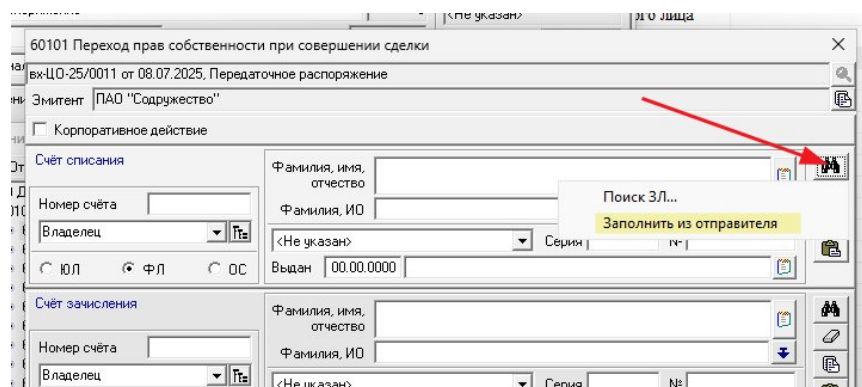 <Не указан>
ого лица
60101 Переход прав собственности при совершении сделки
вх-ЦО-25/0011 от 08.07.2025, Передаточное распоряжение
Эмитент ПАО "Содружество"
Корпоративное действие
Счёт списания
Фамилия, имя, отчество
Номер счёта
Фамилия, ИО
Поиск ЗЛ...
Заполнить из отправителя
Владелец
<Не указан> Серия №
ЮЛ ФЛ ОС
Выдан 00.00.0000
Счёт зачисления
Фамилия, имя, отчество
Номер счёта
Фамилия, ИО
Владелец
<Не указан> Серия №